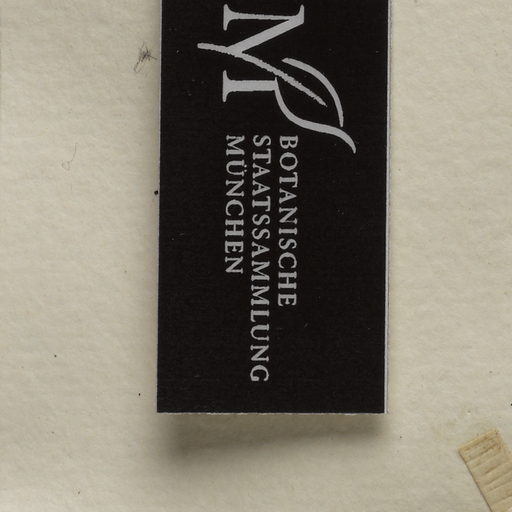 M
BOTANISCHE
STAATSSAMMLUNG
MÜNCHEN